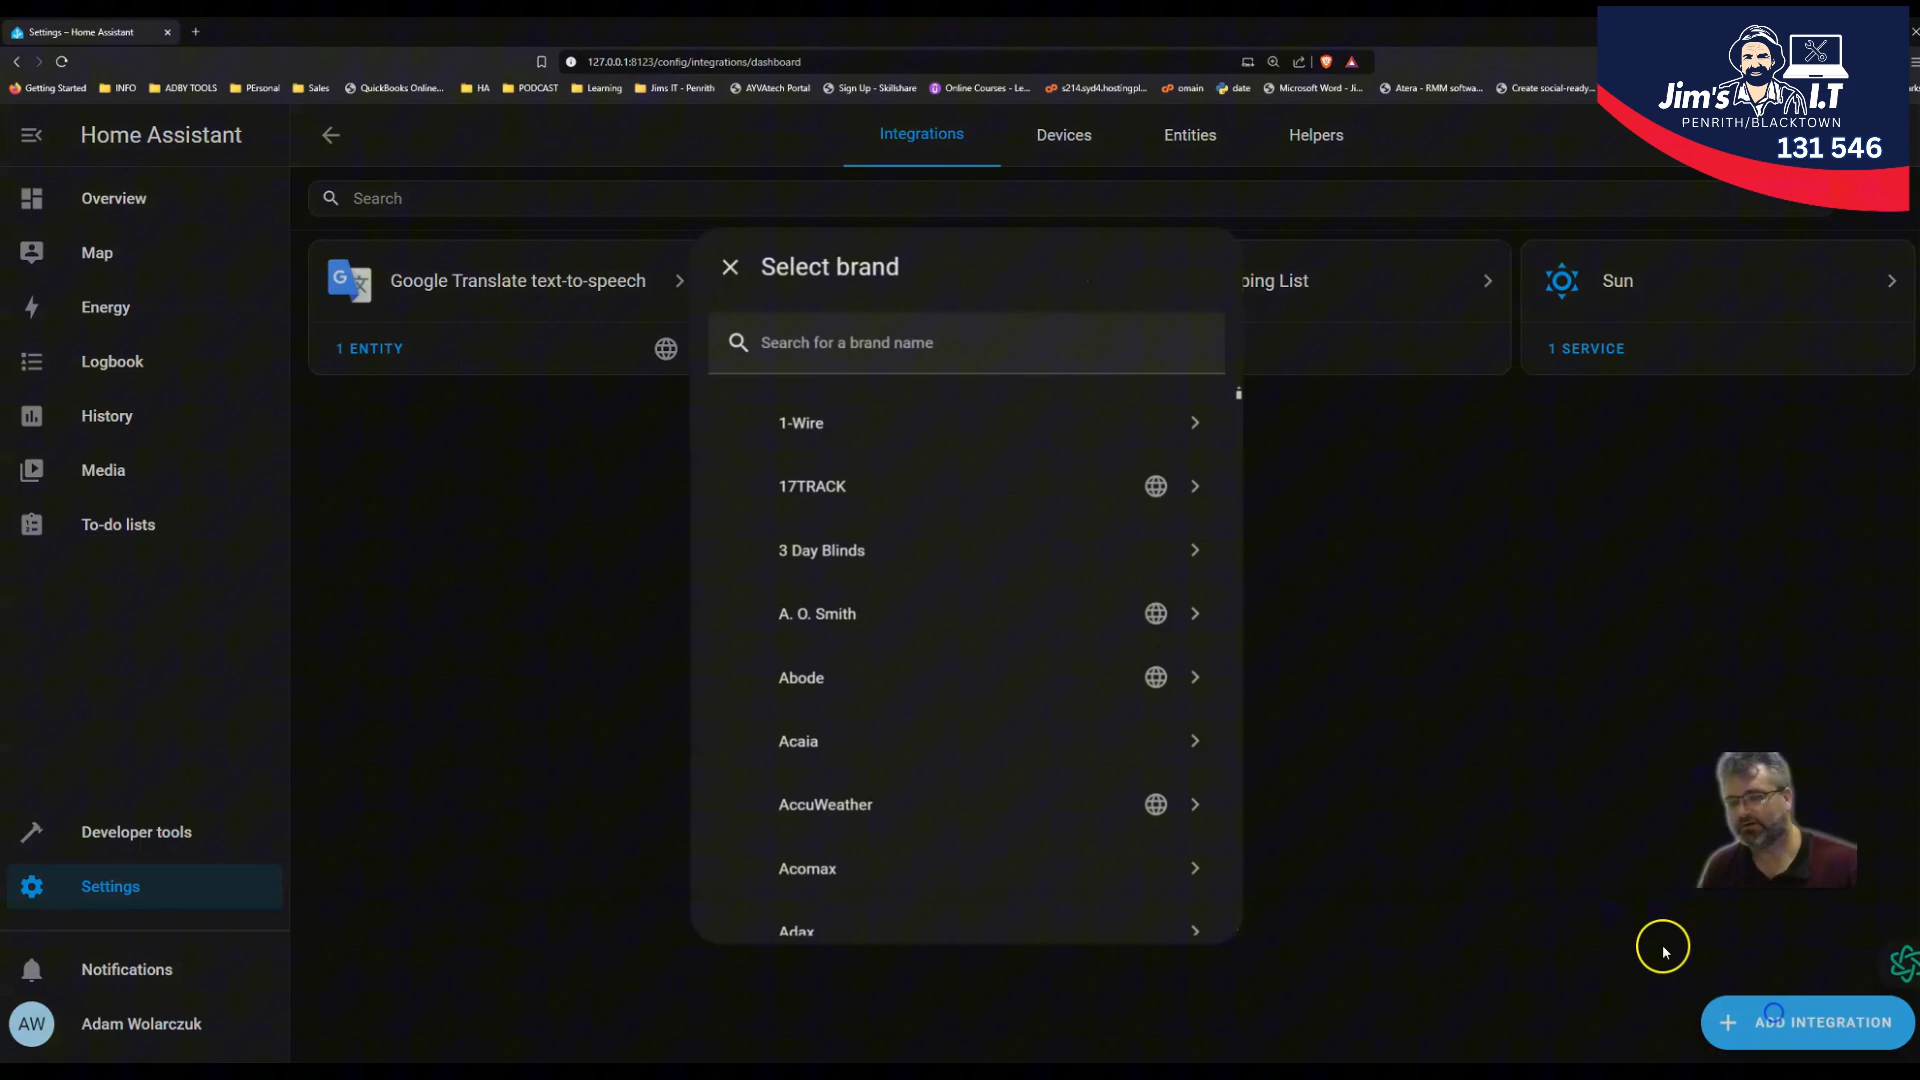 Settings – Home Assistant
127.0.0.1:8123/config/integrations/dashboard
Getting Started
INFO
ADBY TOOLS
PErsonal
Sales
QuickBooks Online...
HA
PODCAST
Learning
Jims IT - Penrith
AYVAtech Portal
Sign Up - Skillshare
Online Courses - Le...
s214.syd4.hostingpl...
omain
date
Microsoft Word - Ji...
Atera - RMM softwa...
Create social-ready...
Jim's I.T
PENRITH/BLACKTOWN
131 546
Home Assistant
Integrations
Devices
Entities
Helpers
Overview
Map
Energy
Logbook
History
Media
To-do lists
Developer tools
Settings
Notifications
AW
Adam Wolarczuk
Search
Google Translate text-to-speech
1 ENTITY
ping List
Sun
1 SERVICE
Select brand
Search for a brand name
1-Wire
17TRACK
3 Day Blinds
A. O. Smith
Abode
Acaia
AccuWeather
Acomax
Adax
ADD INTEGRATION